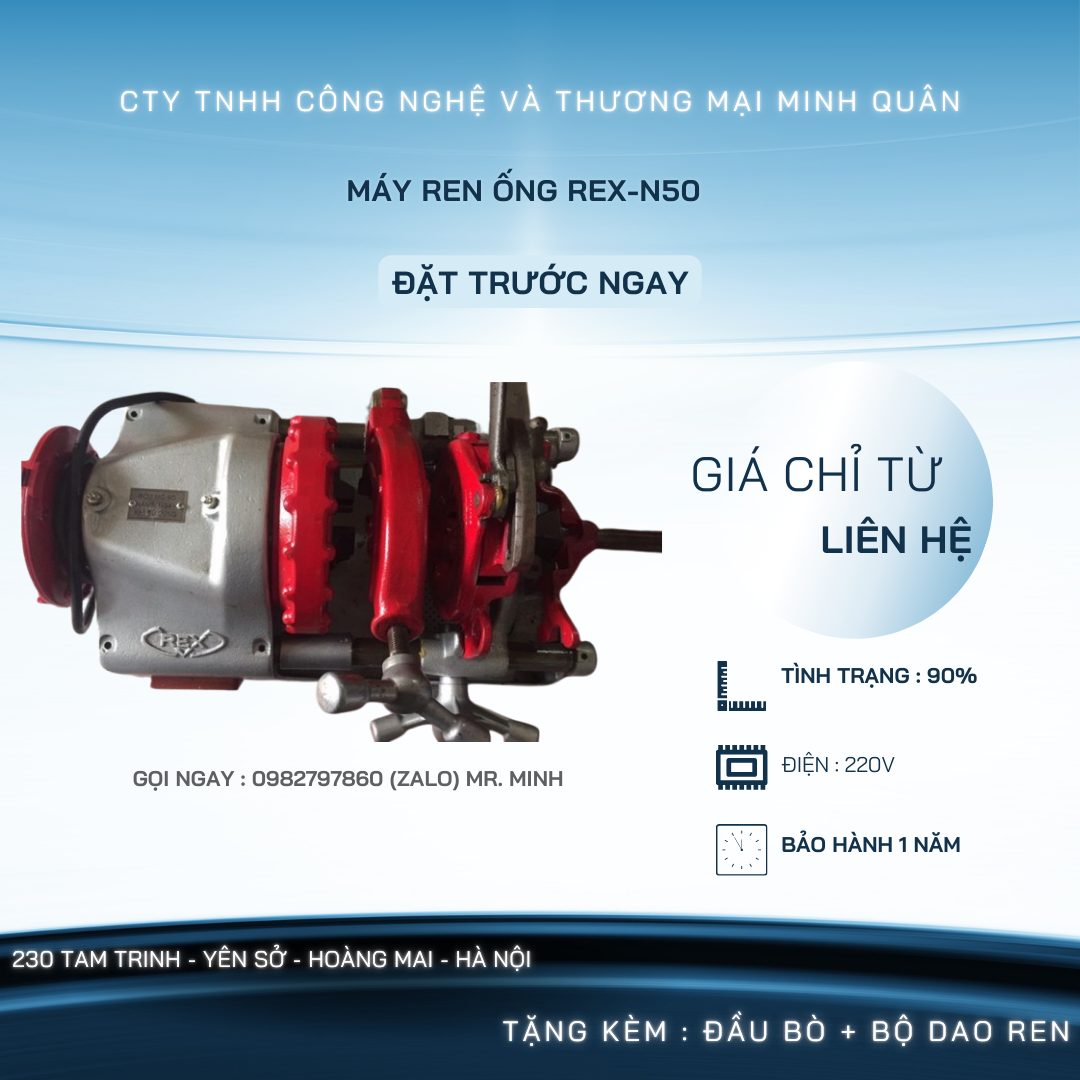 CTY TNHH CÔNG NGHỆ VÀ THƯƠNG MẠI MINH QUÂN
MÁY REN ỐNG REX-N50
ĐẶT TRƯỚC NGAY
GIÁ CHỈ TỪ
LIÊN HỆ
REX
TÌNH TRẠNG : 90%
GỌI NGAY : 0982797860 (ZALO) MR. MINH
ĐIỆN : 220V
BẢO HÀNH 1 NĂM
230 TAM TRINH - YÊN SỞ - HOÀNG MAI - HÀ NỘI
TẶNG KÈM : ĐẦU BÒ + BỘ DAO REN